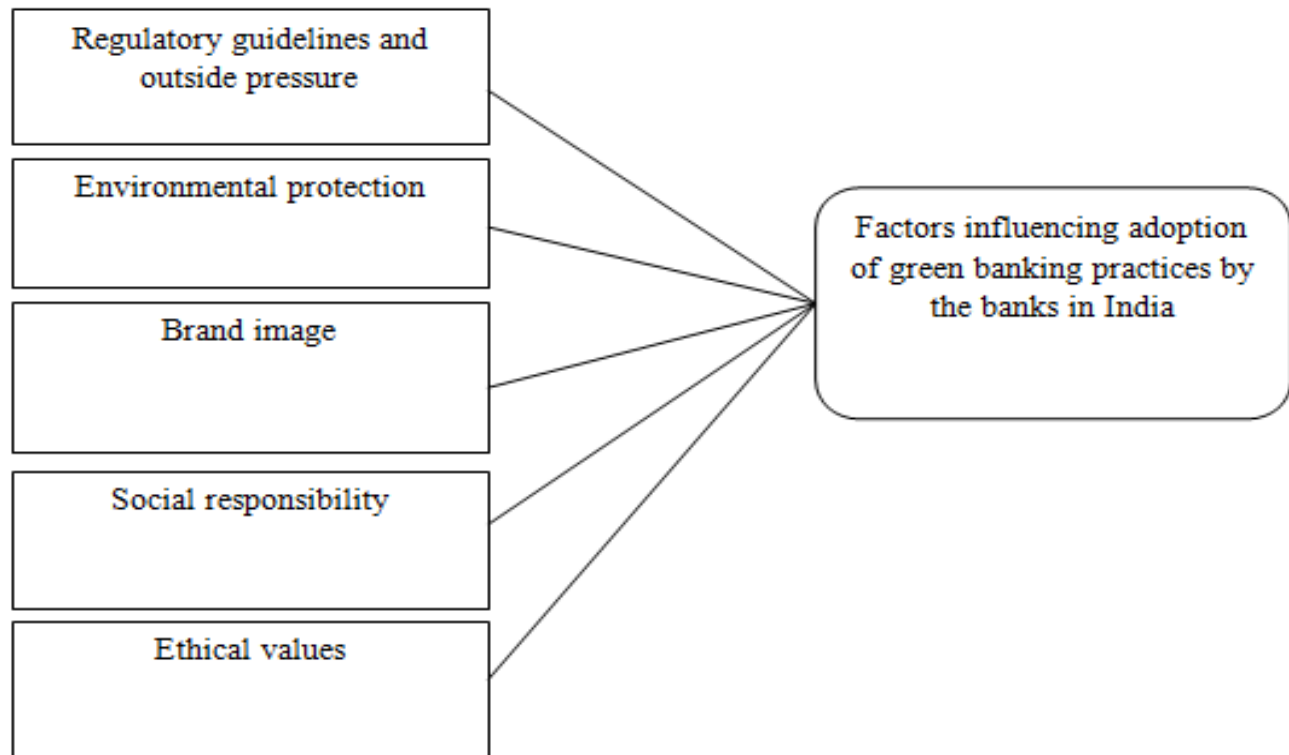 Regulatory guidelines and
outside pressure
Environmental protection
Brand image
Social responsibility
Ethical values
Factors influencing adoption
of green banking practices by
the banks in India